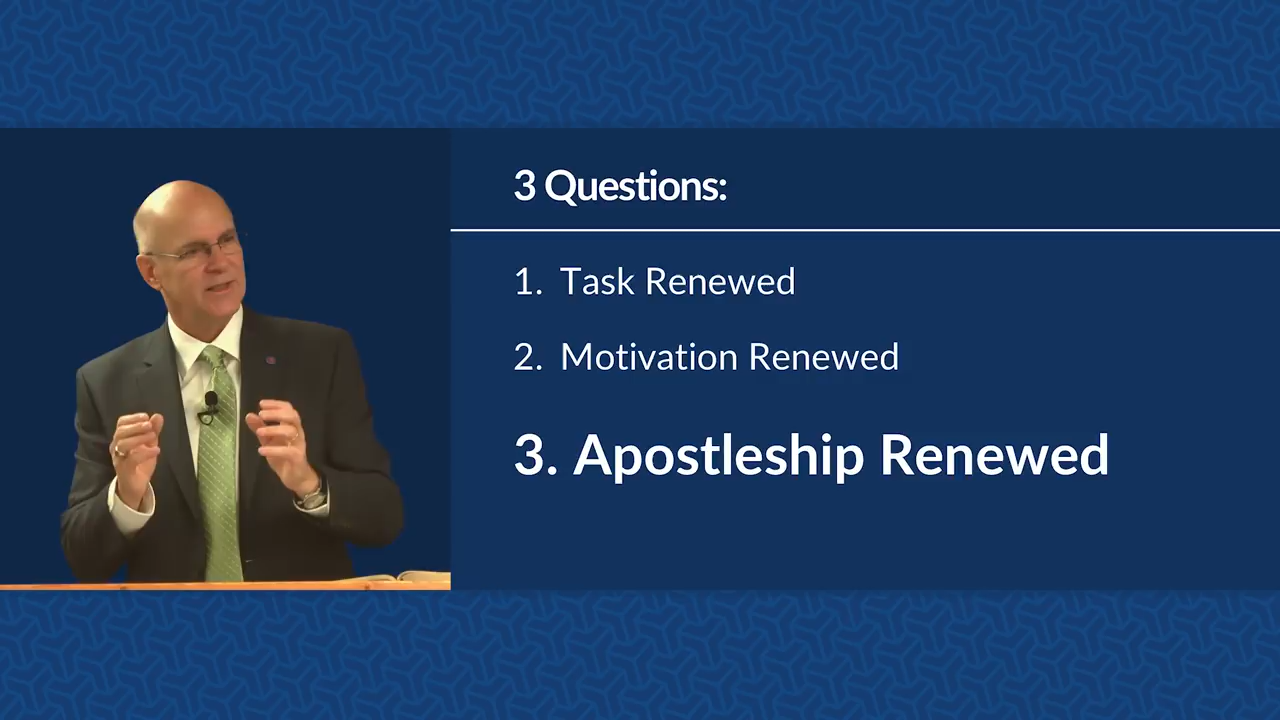 3 Questions:
1. Task Renewed
2. Motivation Renewed
3. Apostleship Renewed